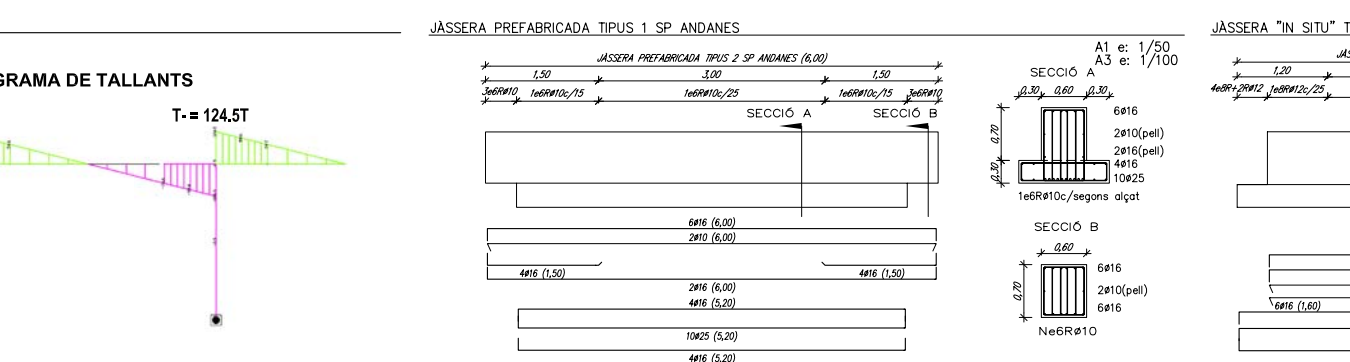 JÀSSERA PREFABRICADA TIPUS 1 SP ANDANES
JÀSSERA "IN SITU" T
A1 e: 1/50
A3 e: 1/100
GRAMA DE TALLANTS
T- = 124.5T
JÀSSERA PREFABRICADA TIPUS 2 SP ANDANES (6,00)
1,50 3,00 1,50
3e6Rø10 1e6Rø10c/15 1e6Rø10c/25 1e6Rø10c/15 3e6Rø10
SECCIÓ A SECCIÓ B
6ø16 (6,00)
2ø10 (6,00)
4ø16 (1,50) 4ø16 (1,50)
2ø16 (6,00)
4ø16 (5,20)
10ø25 (5,20)
4ø16 (5,20)
SECCIÓ A
0,30 0,60 0,30
0,70
0,30
6ø16
2ø10(pell)
2ø16(pell)
4ø16
10ø25
1e6Rø10c/segons alçat
SECCIÓ B
0,60
0,70
6ø16
2ø10(pell)
6ø16
Ne6Rø10
JÀS
1,20
4e8R+2Rø12 1e8Rø12c/25
6ø16 (1,60)